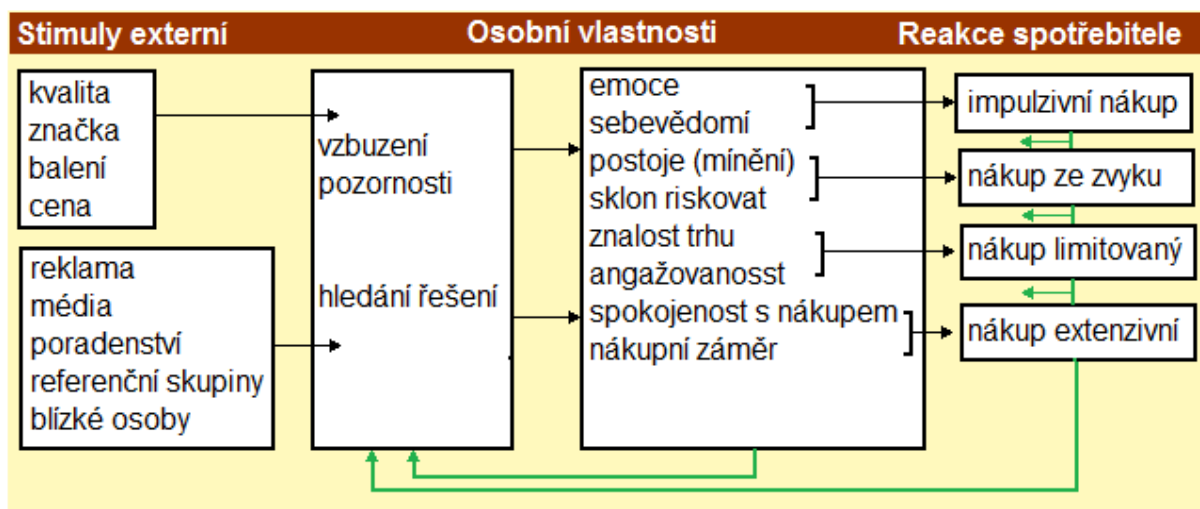 Stimuly externí
Osobní vlastnosti
Reakce spotřebitele
kvalita
značka
balení
cena
reklama
média
poradenství
referenční skupiny
blízké osoby
vzbuzení
pozornosti
hledání řešení
emoce
sebevědomí
postoje (mínění)
sklon riskovat
znalost trhu
angažovanosst
spokojenost s nákupem
nákupní záměr
impulzivní nákup
nákup ze zvyku
nákup limitovaný
nákup extenzivní